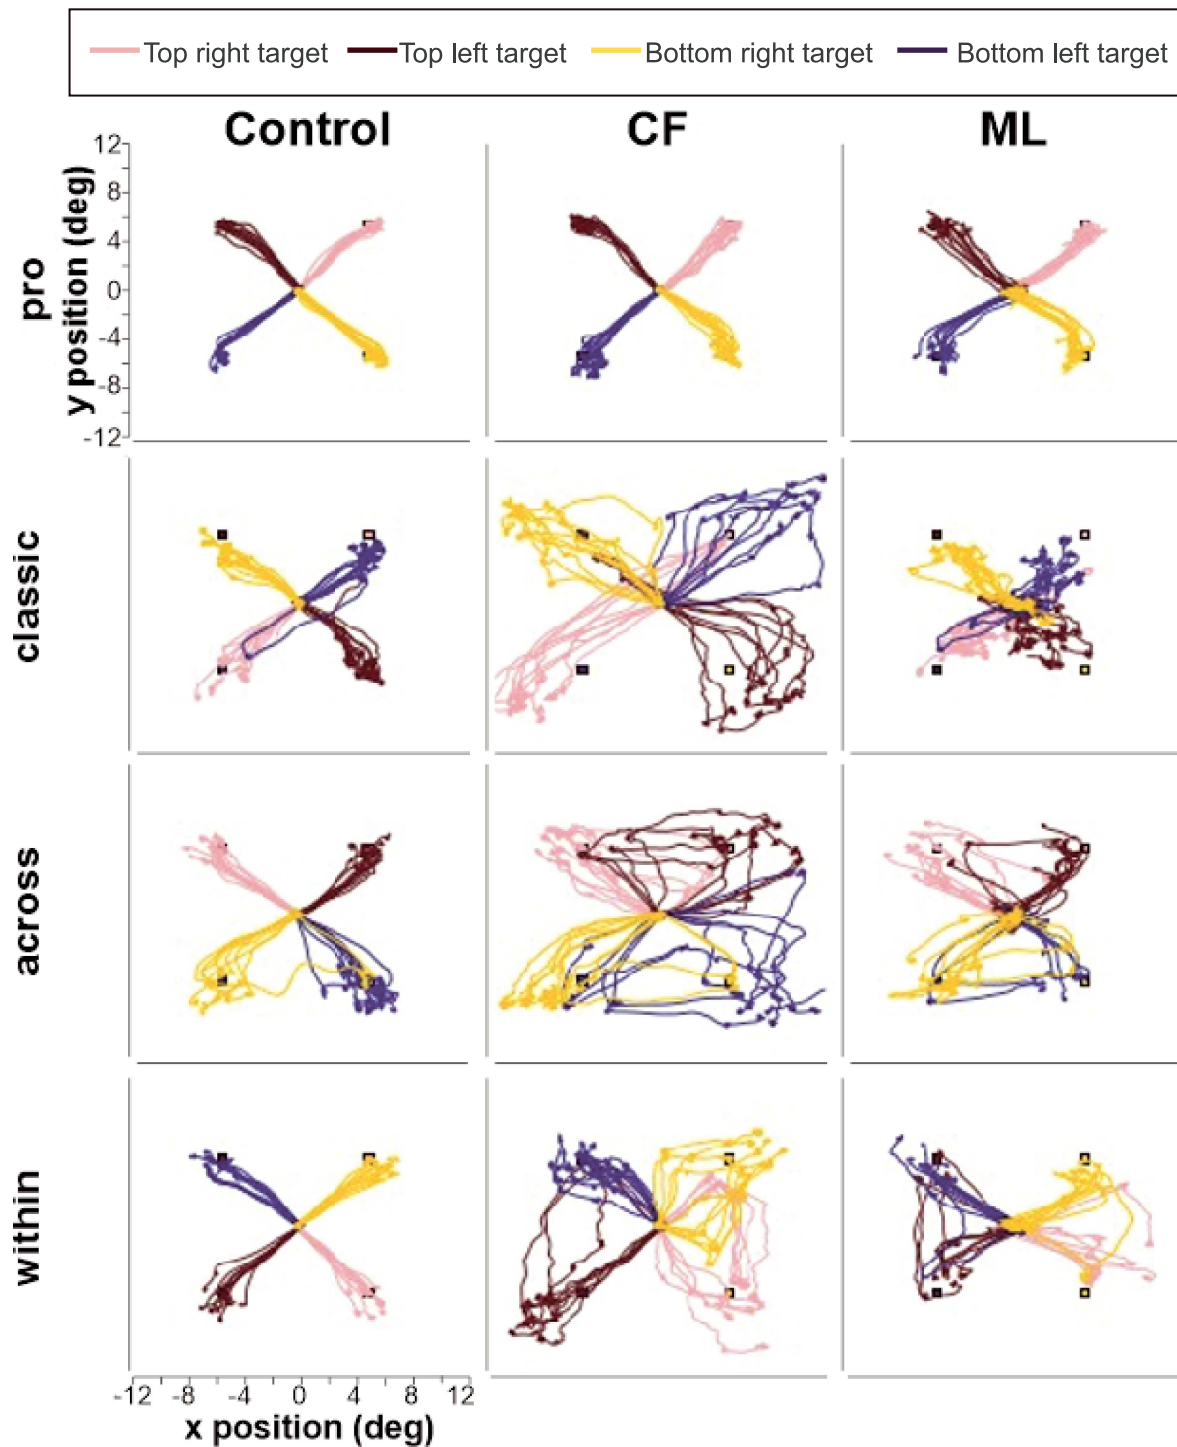 Top right target Top left target Bottom right target Bottom left target
Control CF ML
12
8
4
0
-4
-8
-12
y position (deg)
pro
classic
across
within
-12 -8 -4 0 4 8 12
x position (deg)